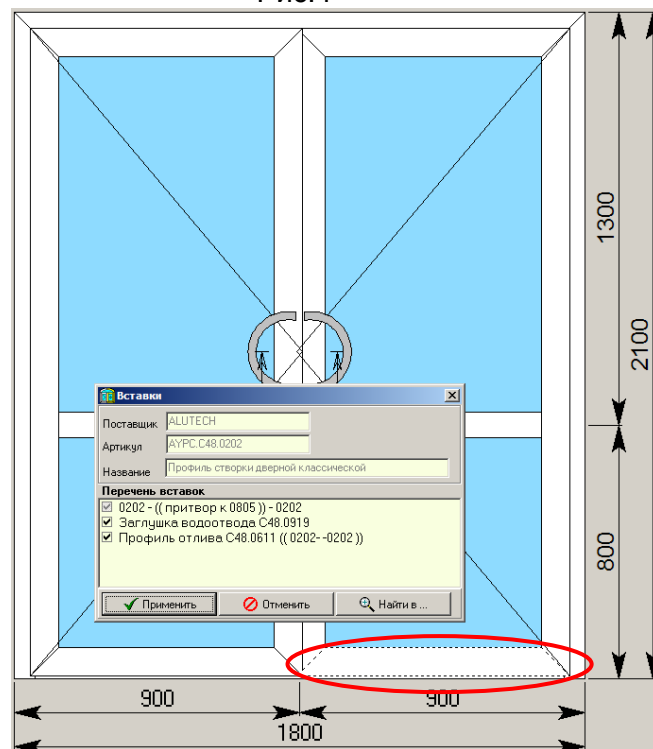 1300
2100
Вставки
Поставщик ALUTECH
Артикул AYPC.C48.0202
Название Профиль створки дверной классической
Перечень вставок
0202 - (( притвор к 0805 )) - 0202
Заглушка водоотвода C48.0919
Профиль отлива C48.0611 (( 0202--0202 ))
Применить Отменить Найти в ...
800
900 900
1800